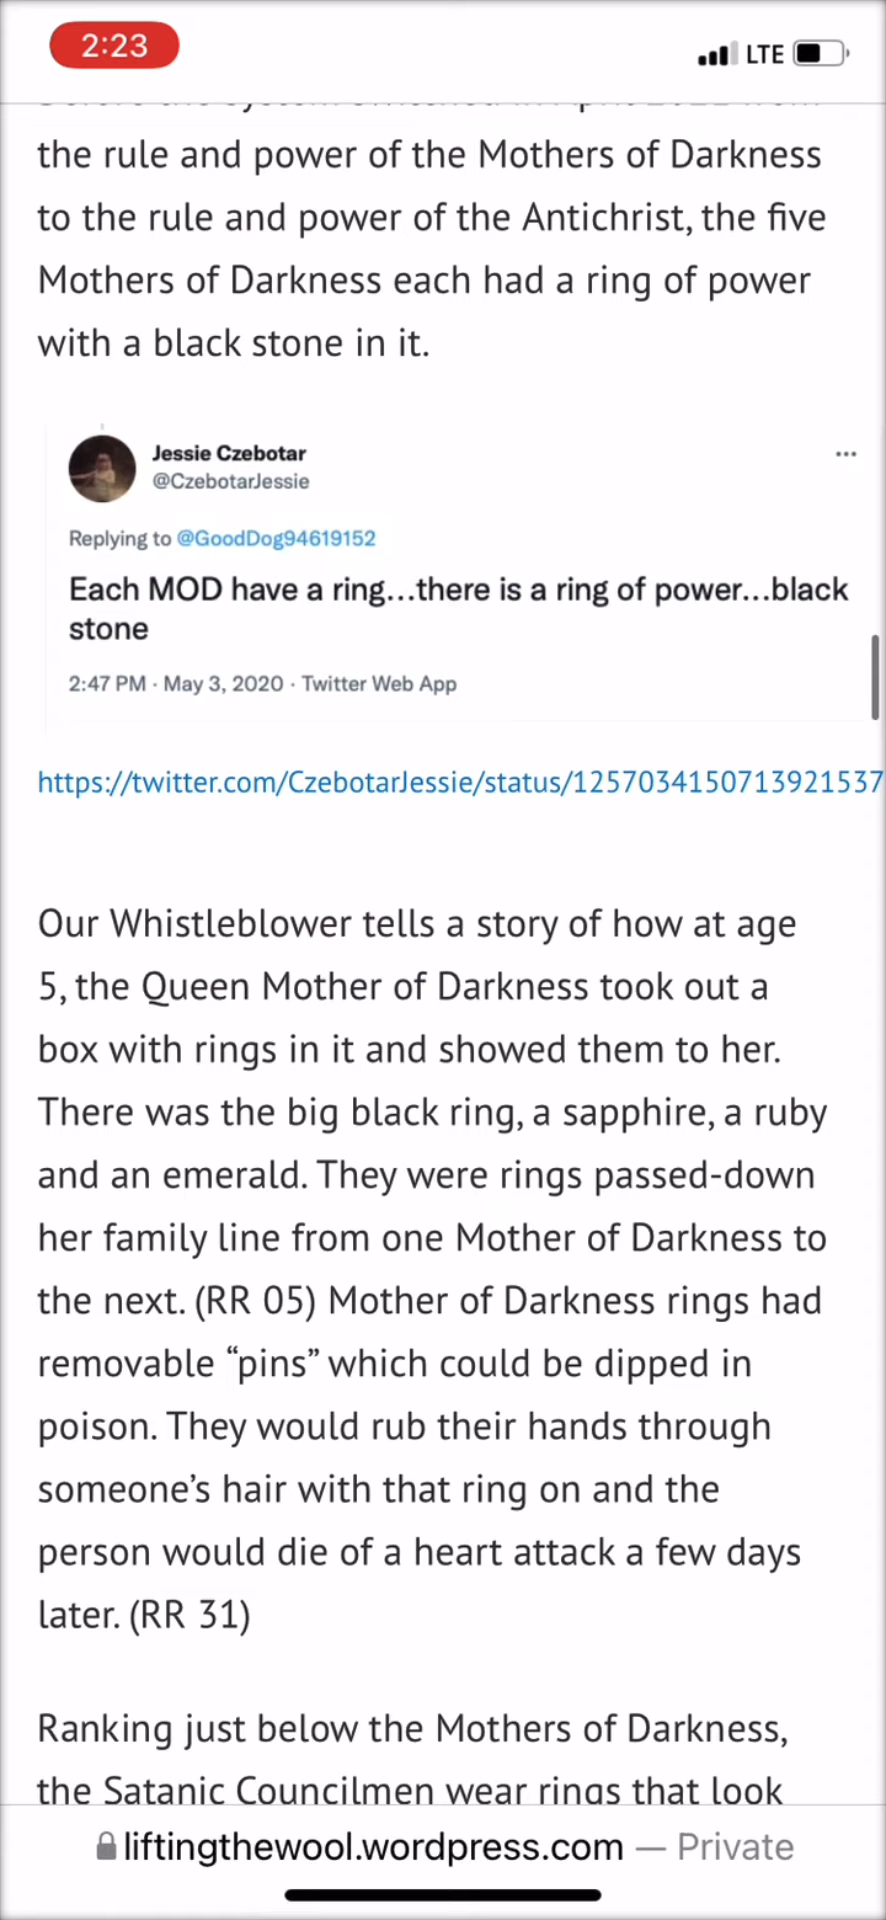 2:23
LTE
the rule and power of the Mothers of Darkness
to the rule and power of the Antichrist, the five
Mothers of Darkness each had a ring of power
with a black stone in it.
Jessie Czebotar
@CzebotarJessie
Replying to @GoodDog94619152
Each MOD have a ring...there is a ring of power...black
stone
2:47 PM · May 3, 2020 · Twitter Web App
https://twitter.com/CzebotarJessie/status/1257034150713921537
Our Whistleblower tells a story of how at age
5, the Queen Mother of Darkness took out a
box with rings in it and showed them to her.
There was the big black ring, a sapphire, a ruby
and an emerald. They were rings passed-down
her family line from one Mother of Darkness to
the next. (RR 05) Mother of Darkness rings had
removable “pins” which could be dipped in
poison. They would rub their hands through
someone’s hair with that ring on and the
person would die of a heart attack a few days
later. (RR 31)
Ranking just below the Mothers of Darkness,
the Satanic Councilmen wear rings that look
liftingthewool.wordpress.com — Private